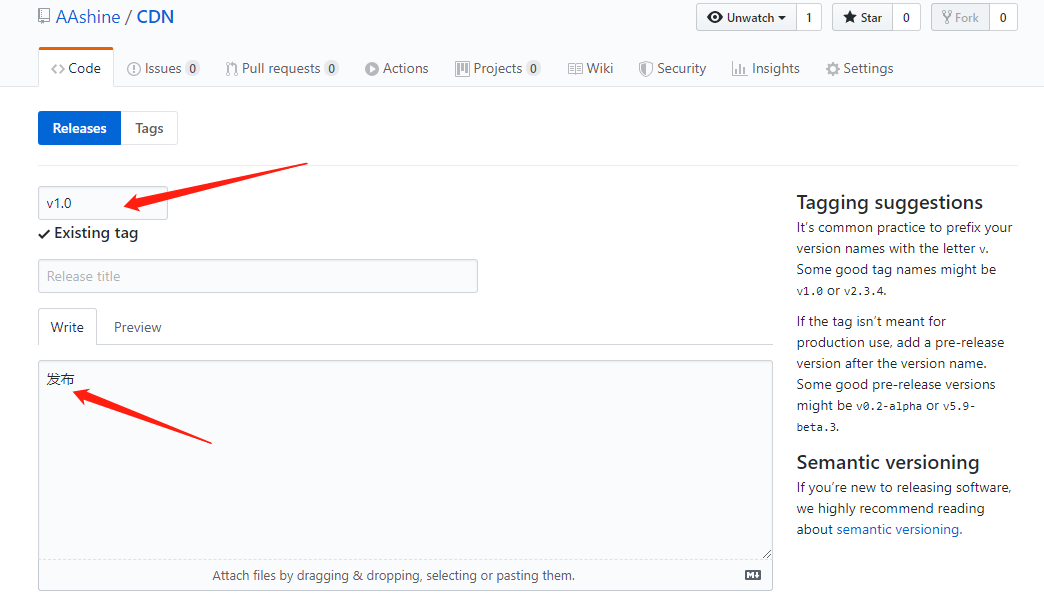 AAshine / CDN
Unwatch 1 Star 0 Fork 0
Code Issues 0 Pull requests 0 Actions Projects 0 Wiki Security Insights Settings
Releases Tags
v1.0
Existing tag
Release title
Write Preview
发布
Attach files by dragging & dropping, selecting or pasting them.
Tagging suggestions
It's common practice to prefix your
version names with the letter v.
Some good tag names might be
v1.0 or v2.3.4.
If the tag isn't meant for
production use, add a pre-release
version after the version name.
Some good pre-release versions
might be v0.2-alpha or v5.9-
beta.3.
Semantic versioning
If you're new to releasing software,
we highly recommend reading
about semantic versioning.